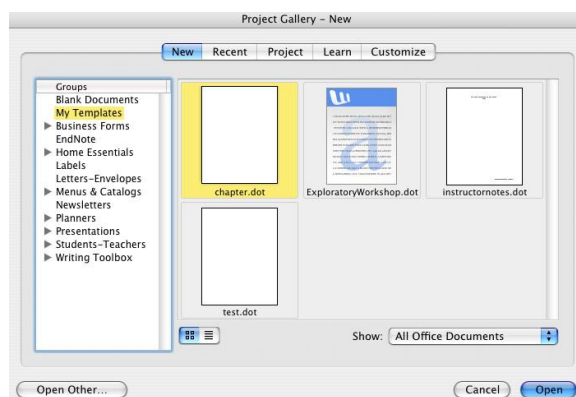 Project Gallery – New
New Recent Project Learn Customize
Groups
Blank Documents
My Templates
Business Forms
EndNote
Home Essentials
Labels
Letters-Envelopes
Menus & Catalogs
Newsletters
Planners
Presentations
Students-Teachers
Writing Toolbox
chapter.dot ExploratoryWorkshop.dot instructornotes.dot
test.dot
Show: All Office Documents
Open Other... Cancel Open